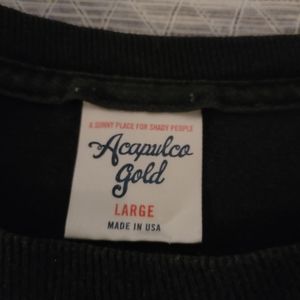 A SUNNY PLACE FOR SHADY PEOPLE
Acapulco
gold
LARGE
MADE IN USA